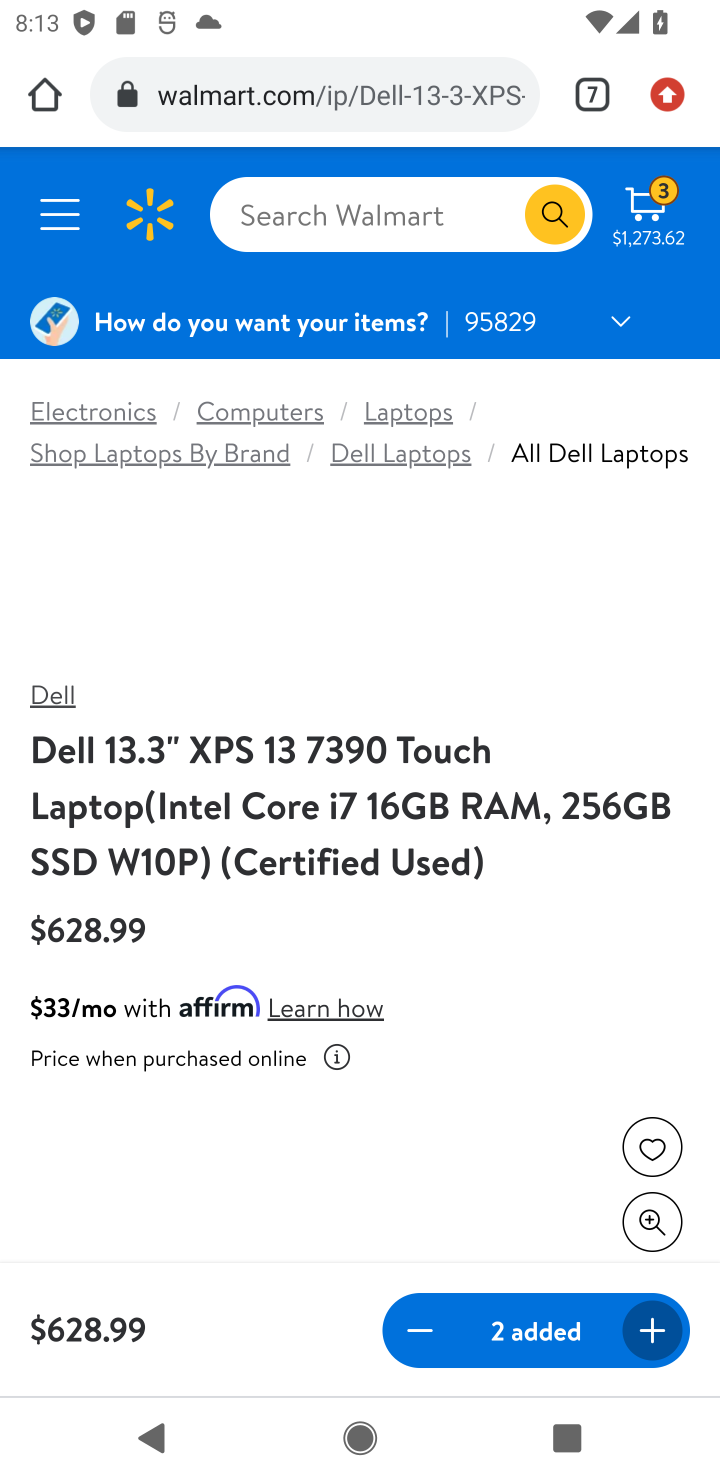 8:13
walmart.com/ip/Dell-13-3-XPS-
7
Search Walmart
3
$1,273.62
How do you want your items? | 95829
Electronics / Computers / Laptops /
Shop Laptops By Brand / Dell Laptops / All Dell Laptops
Dell
Dell 13.3" XPS 13 7390 Touch
Laptop(Intel Core i7 16GB RAM, 256GB
SSD W10P) (Certified Used)
$628.99
$33/mo with affirm Learn how
Price when purchased online
$628.99
2 added